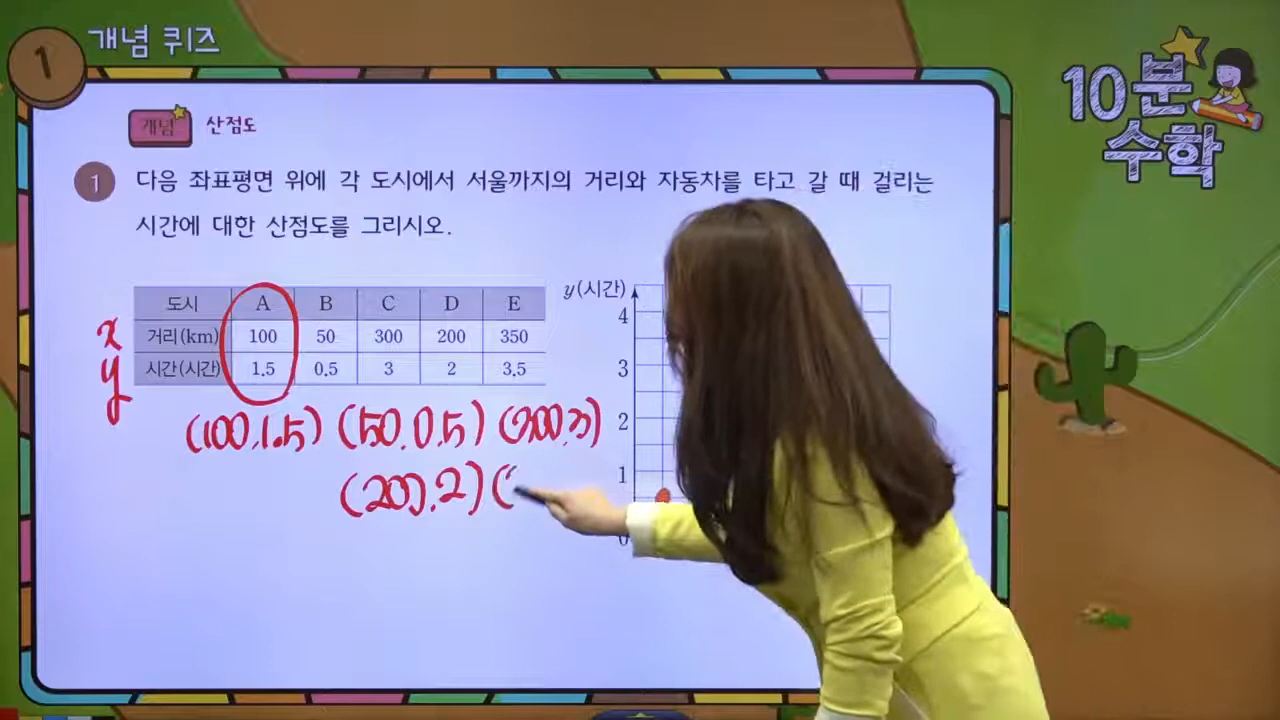 1 개념 퀴즈
10분
수학
개념 산점도
1 다음 좌표평면 위에 각 도시에서 서울까지의 거리와 자동차를 타고 갈 때 걸리는
시간에 대한 산점도를 그리시오.
도시 A B C D E
x 거리(km) 100 50 300 200 350
y 시간(시간) 1.5 0.5 3 2 3.5
y(시간)
4
3
2
1
0
(100,1.5) (50,0.5) (300,3)
(200,2) (